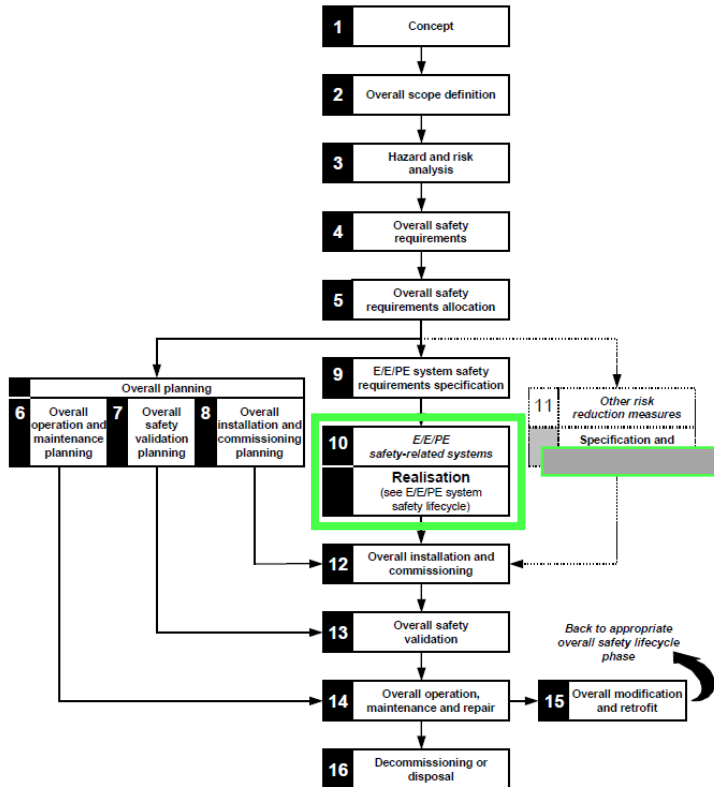 1
Concept
2
Overall scope definition
3
Hazard and risk
analysis
4
Overall safety
requirements
5
Overall safety
requirements allocation
Overall planning
6
Overall
operation and
maintenance
planning
7
Overall
safety
validation
planning
8
Overall
installation and
commissioning
planning
9
E/E/PE system safety
requirements specification
10
E/E/PE
safety-related systems
Realisation
(see E/E/PE system
safety lifecycle)
11
Other risk
reduction measures
Specification and
12
Overall installation and
commissioning
13
Overall safety
validation
Back to appropriate
overall safety lifecycle
phase
14
Overall operation,
maintenance and repair
15
Overall modification
and retrofit
16
Decommissioning or
disposal